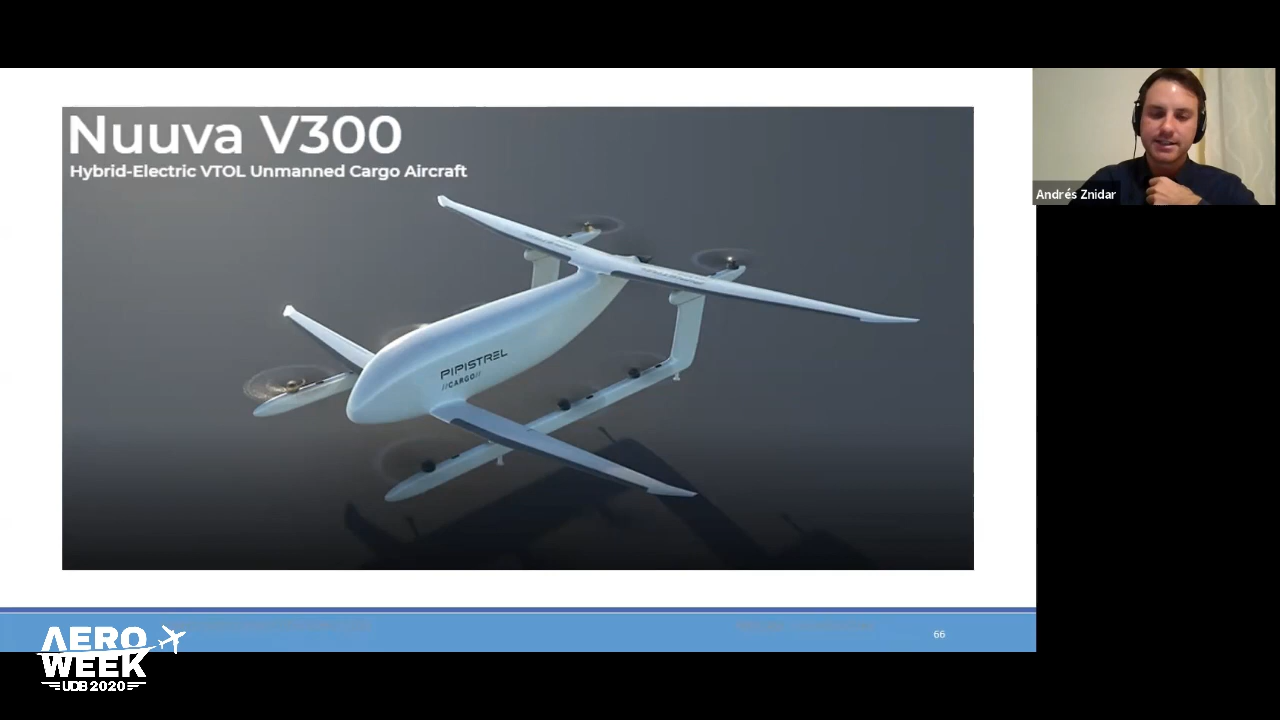 Nuuva V300
Hybrid-Electric VTOL Unmanned Cargo Aircraft
PIPISTREL
//CARGO//
Andrés Znidar
66
AERO
WEEK
UDB 2020